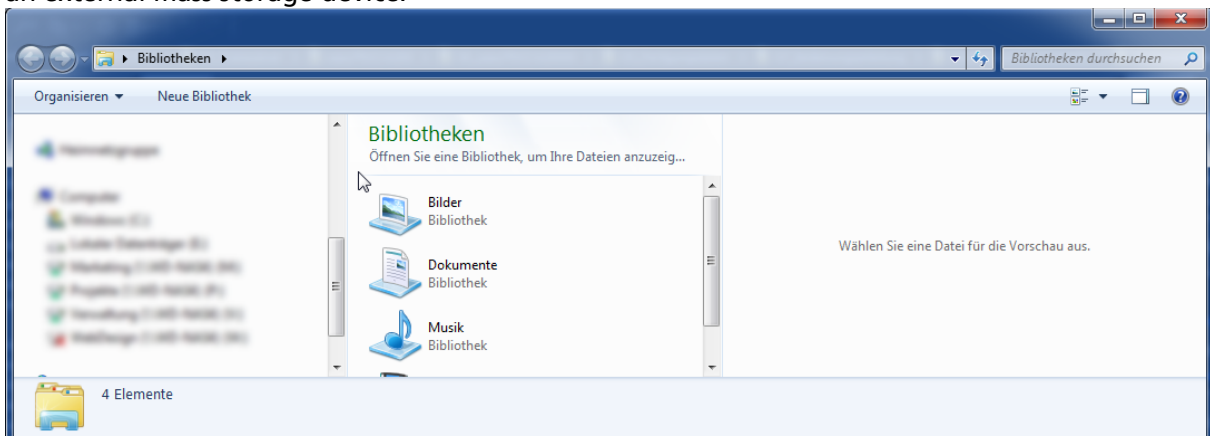 an external mass storage device.
Bibliotheken
Bibliotheken durchsuchen
Organisieren
Neue Bibliothek
Computer
Bibliotheken
Öffnen Sie eine Bibliothek, um Ihre Dateien anzuzeig...
Bilder
Bibliothek
Dokumente
Bibliothek
Musik
Bibliothek
Wählen Sie eine Datei für die Vorschau aus.
4 Elemente